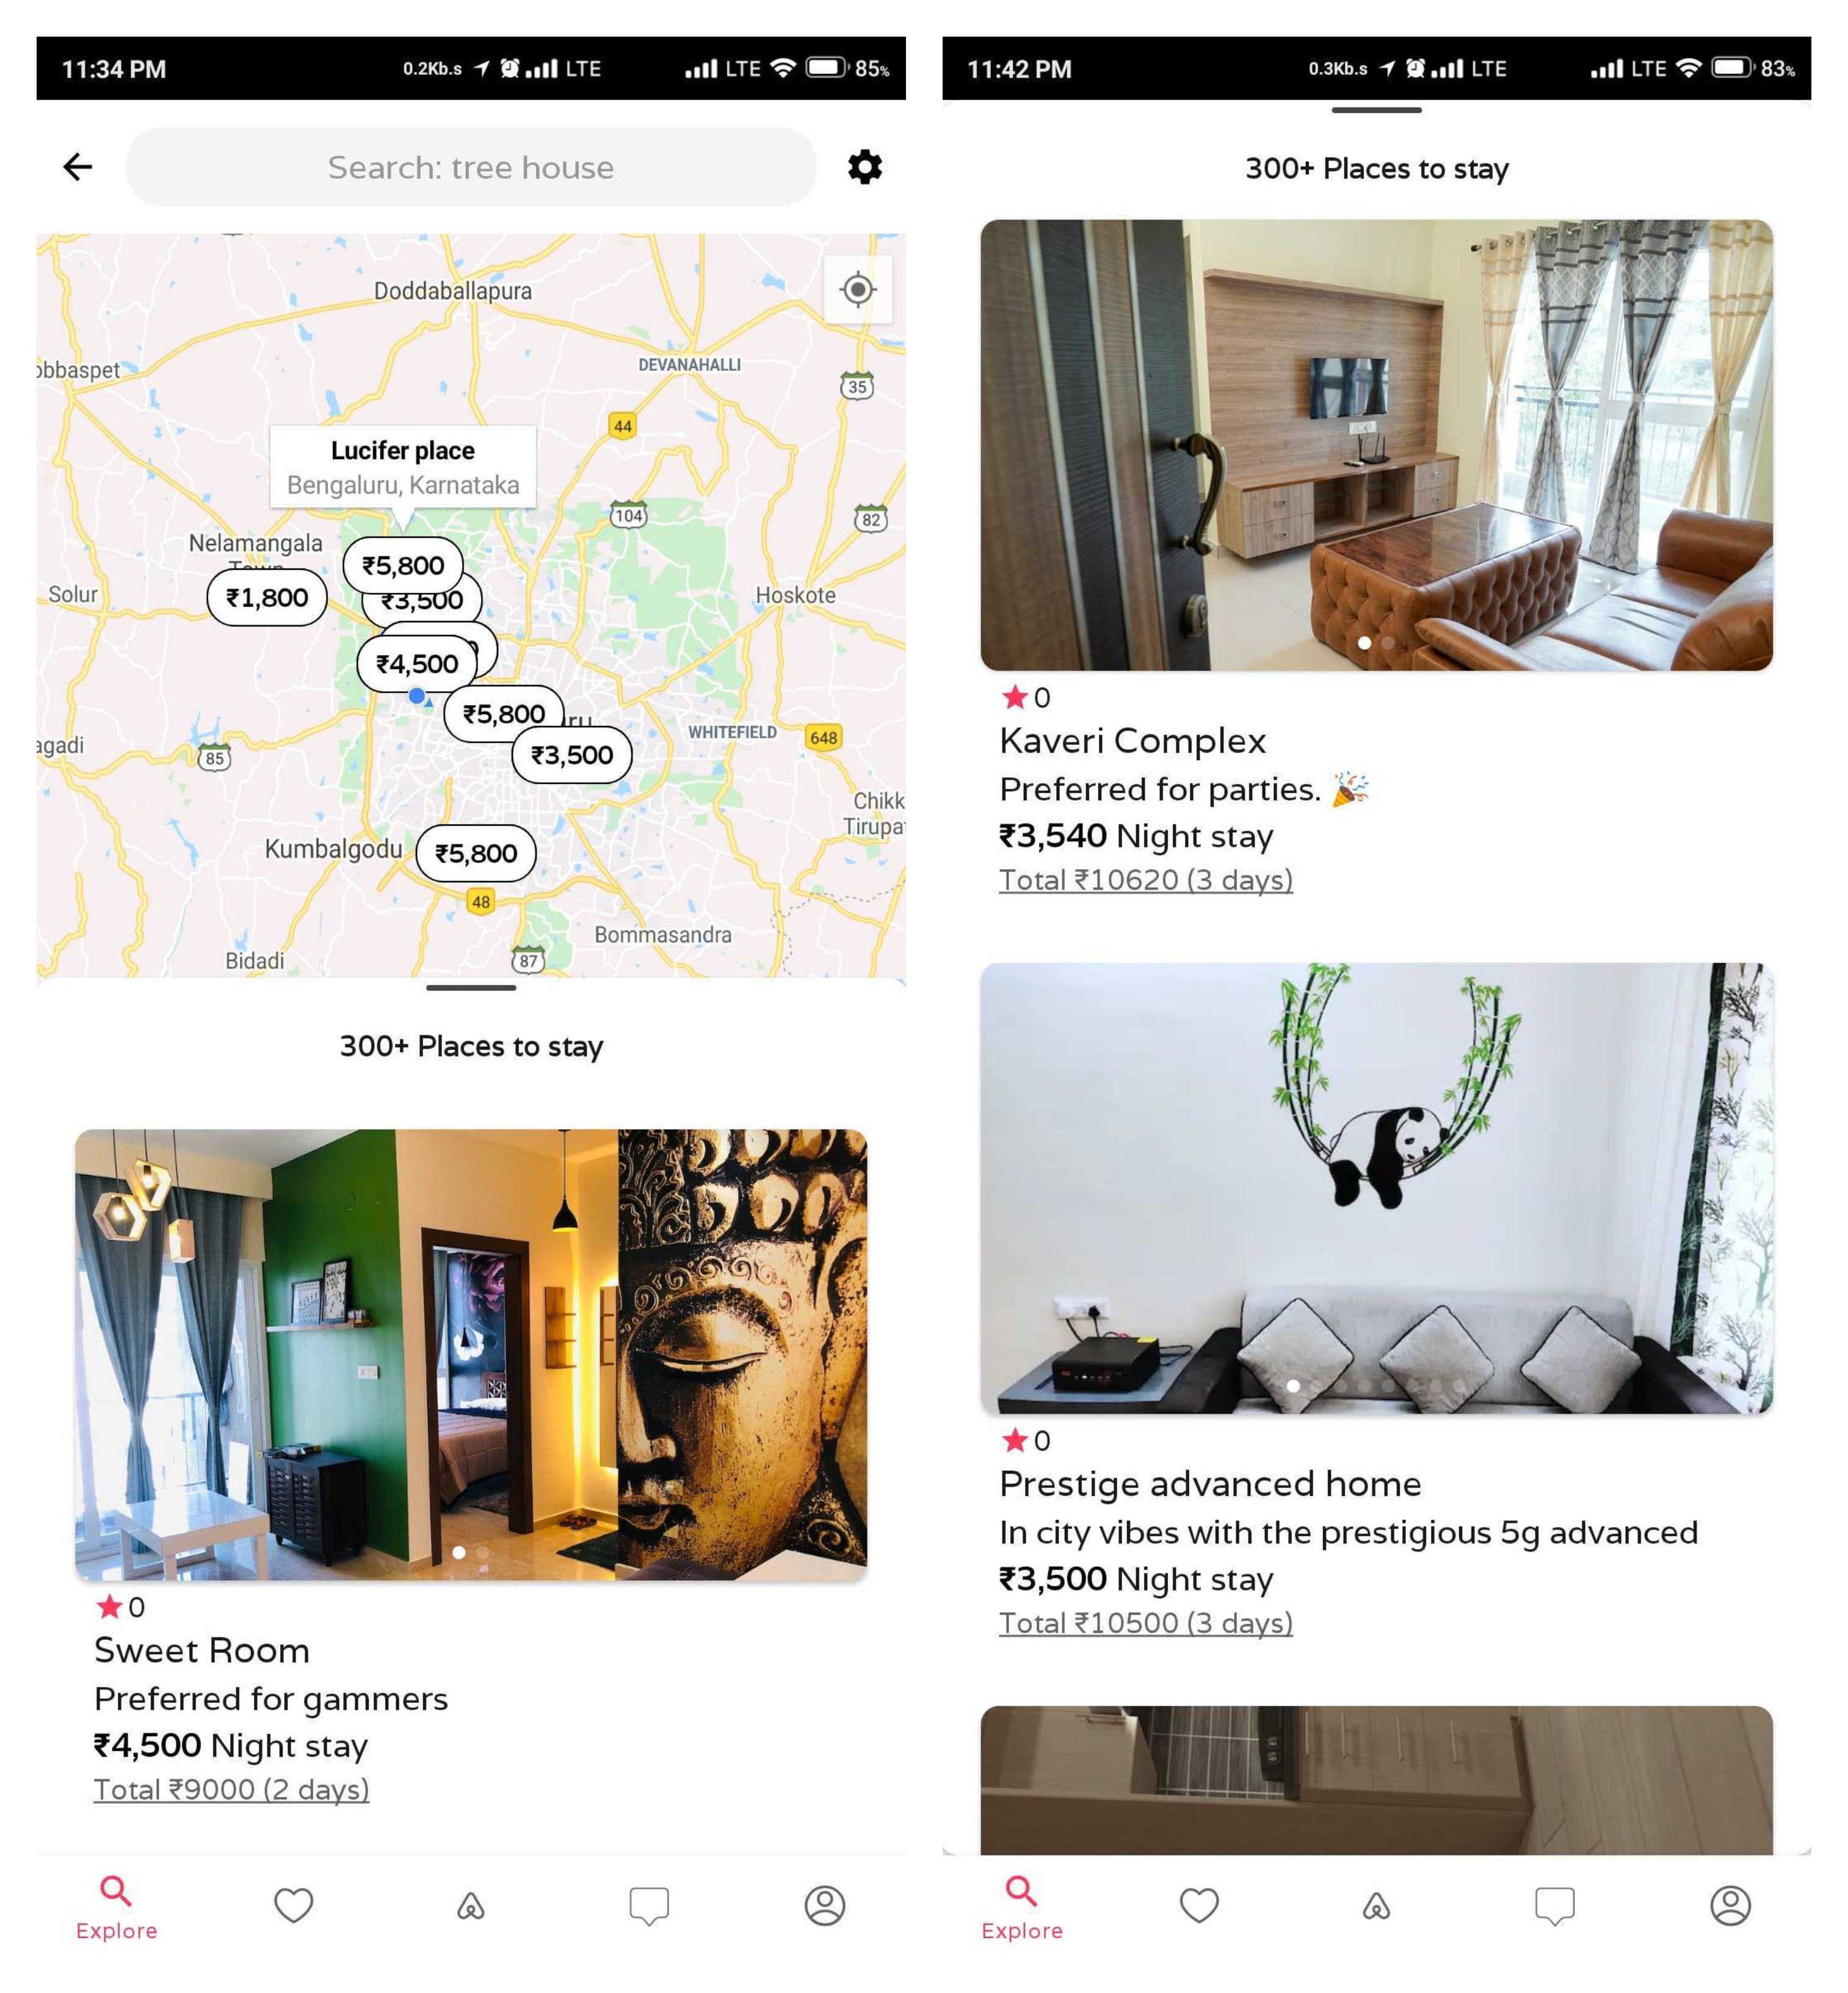 11:34 PM 0.2Kb.s LTE LTE 85%
Search: tree house
Doddaballapura
obbaspet
DEVANAHALLI
35
44
Lucifer place
Bengaluru, Karnataka
104
82
Nelamangala
Town
₹5,800
Solur
₹1,800
₹3,500
Hoskote
₹4,500
₹5,800
ru
WHITEFIELD
648
agadi
85
₹3,500
Chikk
Tirupa
Kumbalgodu
₹5,800
48
Bommasandra
Bidadi
87
300+ Places to stay
0
Sweet Room
Preferred for gammers
₹4,500 Night stay
Total ₹9000 (2 days)
Explore
11:42 PM 0.3Kb.s LTE LTE 83%
300+ Places to stay
0
Kaveri Complex
Preferred for parties. 🎉
₹3,540 Night stay
Total ₹10620 (3 days)
0
Prestige advanced home
In city vibes with the prestigious 5g advanced
₹3,500 Night stay
Total ₹10500 (3 days)
Explore